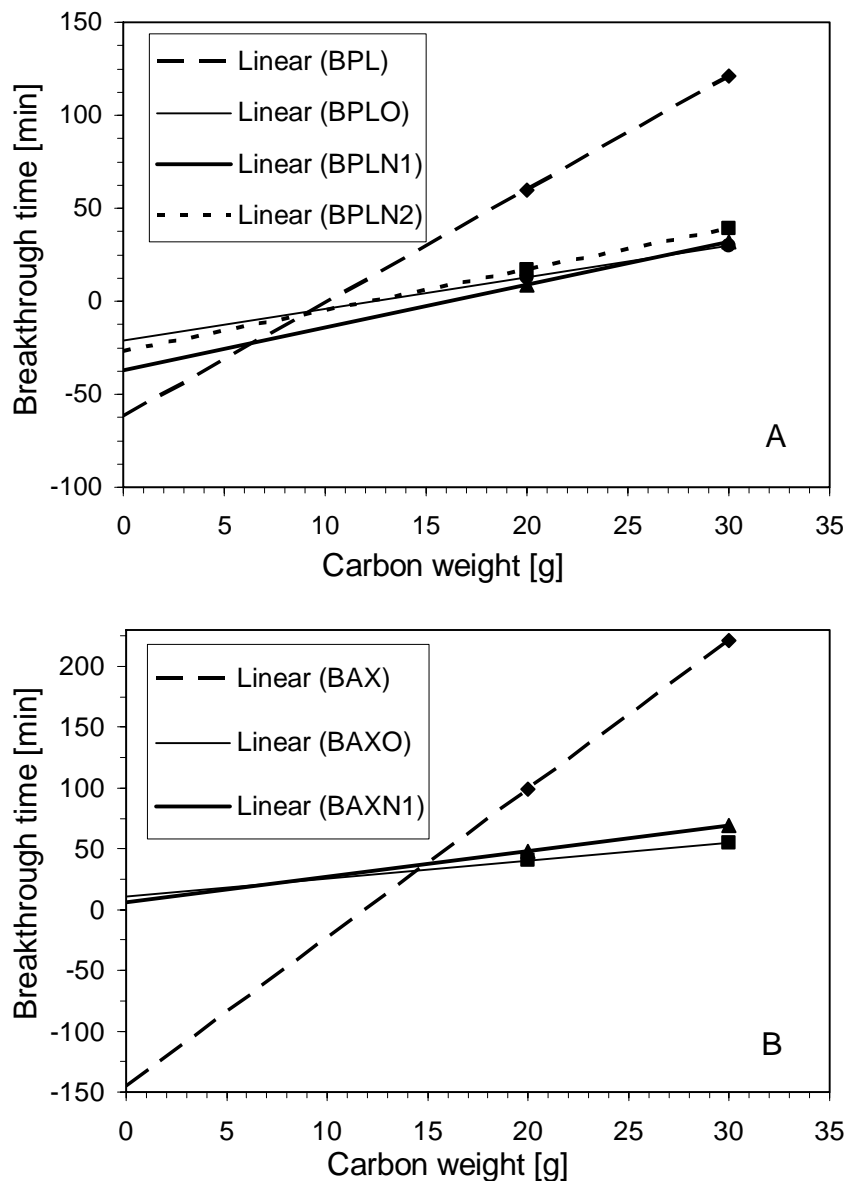 150
100
50
0
-50
-100
Breakthrough time [min]
Linear (BPL)
Linear (BPLO)
Linear (BPLN1)
Linear (BPLN2)
A
0 5 10 15 20 25 30 35
Carbon weight [g]
200
150
100
50
0
-50
-100
-150
Breakthrough time [min]
Linear (BAX)
Linear (BAXO)
Linear (BAXN1)
B
0 5 10 15 20 25 30 35
Carbon weight [g]